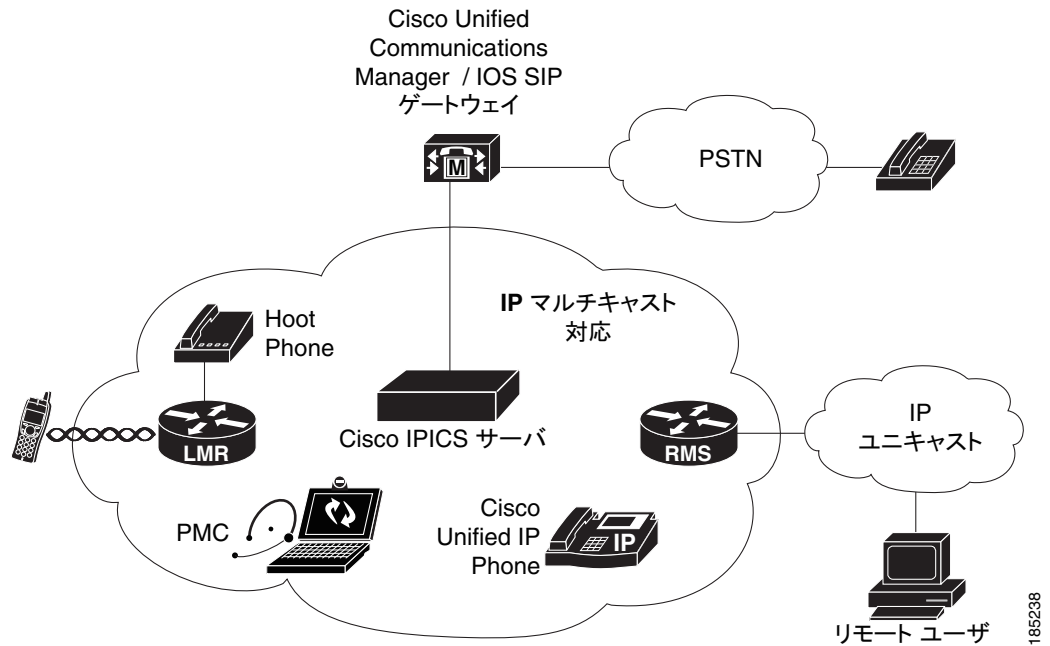 Cisco Unified
Communications
Manager / IOS SIP
ゲートウェイ
M
PSTN
Hoot
Phone
IP マルチキャスト
対応
LMR
Cisco IPICS サーバ
RMS
IP
ユニキャスト
PMC
Cisco
Unified IP
Phone
IP
リモート ユーザ
185238